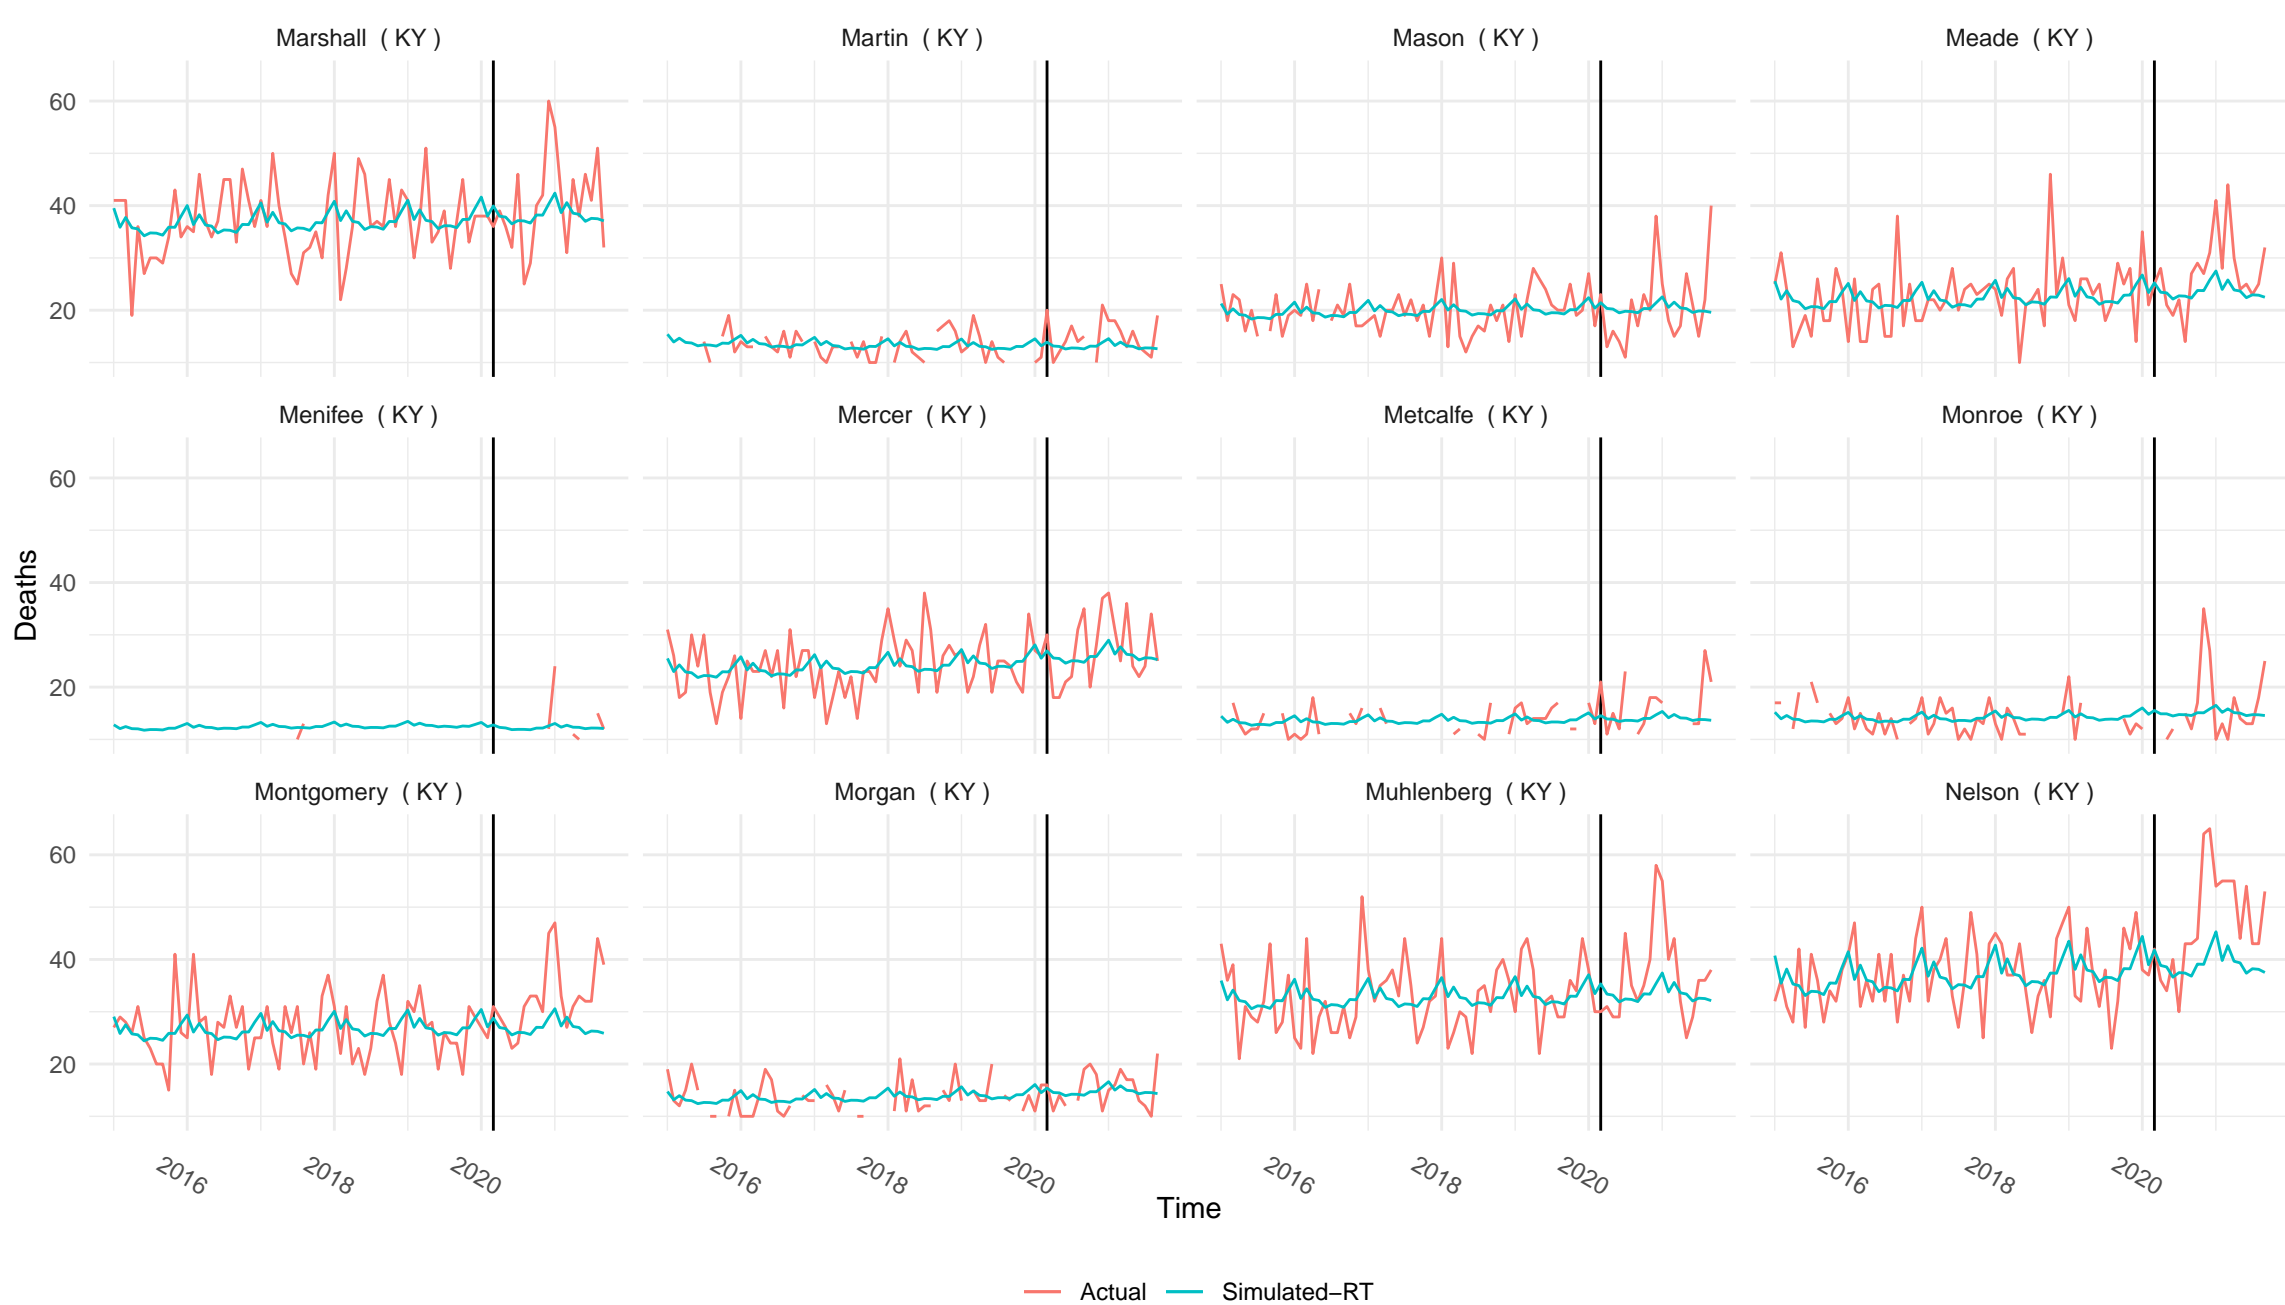 Marshall ( KY )
Martin ( KY )
Mason ( KY )
Meade ( KY )
60
40
20
Menifee ( KY )
Mercer ( KY )
Metcalfe ( KY )
Monroe ( KY )
60
40
20
Deaths
Montgomery ( KY )
Morgan ( KY )
Muhlenberg ( KY )
Nelson ( KY )
60
40
20
2016 2018 2020
2016 2018 2020
2016 2018 2020
2016 2018 2020
Time
Actual
Simulated−RT